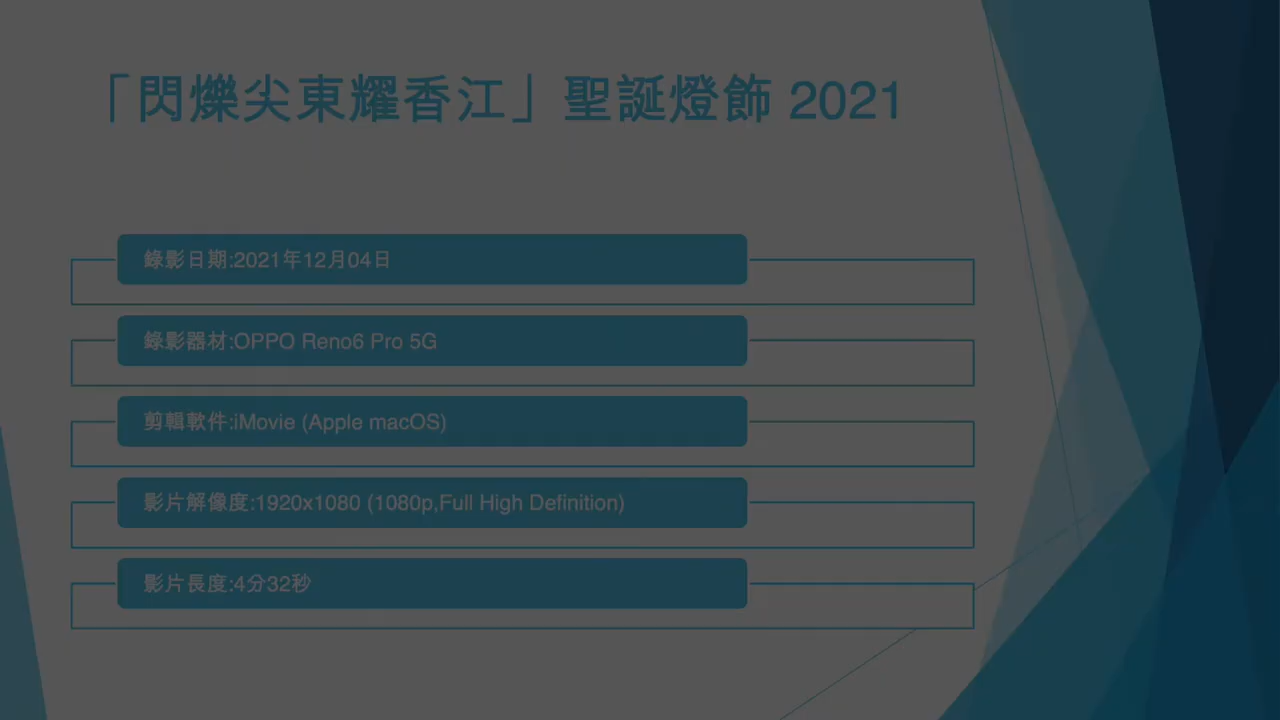 「閃爍尖東耀香江」聖誕燈飾 2021
錄影日期:2021年12月04日
錄影器材:OPPO Reno6 Pro 5G
剪輯軟件:iMovie (Apple macOS)
影片解像度:1920x1080 (1080p,Full High Definition)
影片長度:4分32秒